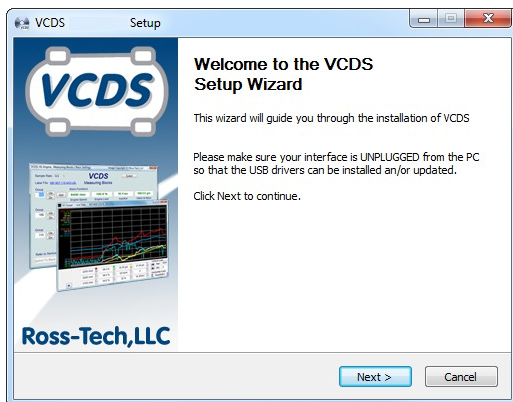 VCDS Setup
VCDS
Welcome to the VCDS
Setup Wizard
This wizard will guide you through the installation of VCDS
Please make sure your interface is UNPLUGGED from the PC
so that the USB drivers can be installed an/or updated.
Click Next to continue.
VCDS
Measuring Blocks
Ross-Tech,LLC
Next >
Cancel